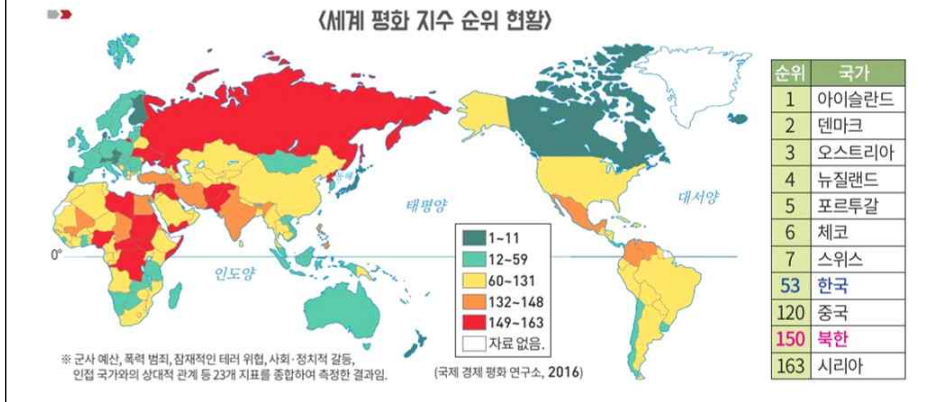 <세계 평화 지수 순위 현황>
순위 국가
1 아이슬란드
2 덴마크
3 오스트리아
4 뉴질랜드
5 포르투갈
6 체코
7 스위스
53 한국
120 중국
150 북한
163 시리아
동해
태평양
대서양
인도양
0°
1~11
12~59
60~131
132~148
149~163
자료 없음.
※ 군사 예산, 폭력 범죄, 잠재적인 테러 위협, 사회·정치적 갈등,
인접 국가와의 상대적 관계 등 23개 지표를 종합하여 측정한 결과임.
(국제 경제 평화 연구소, 2016)